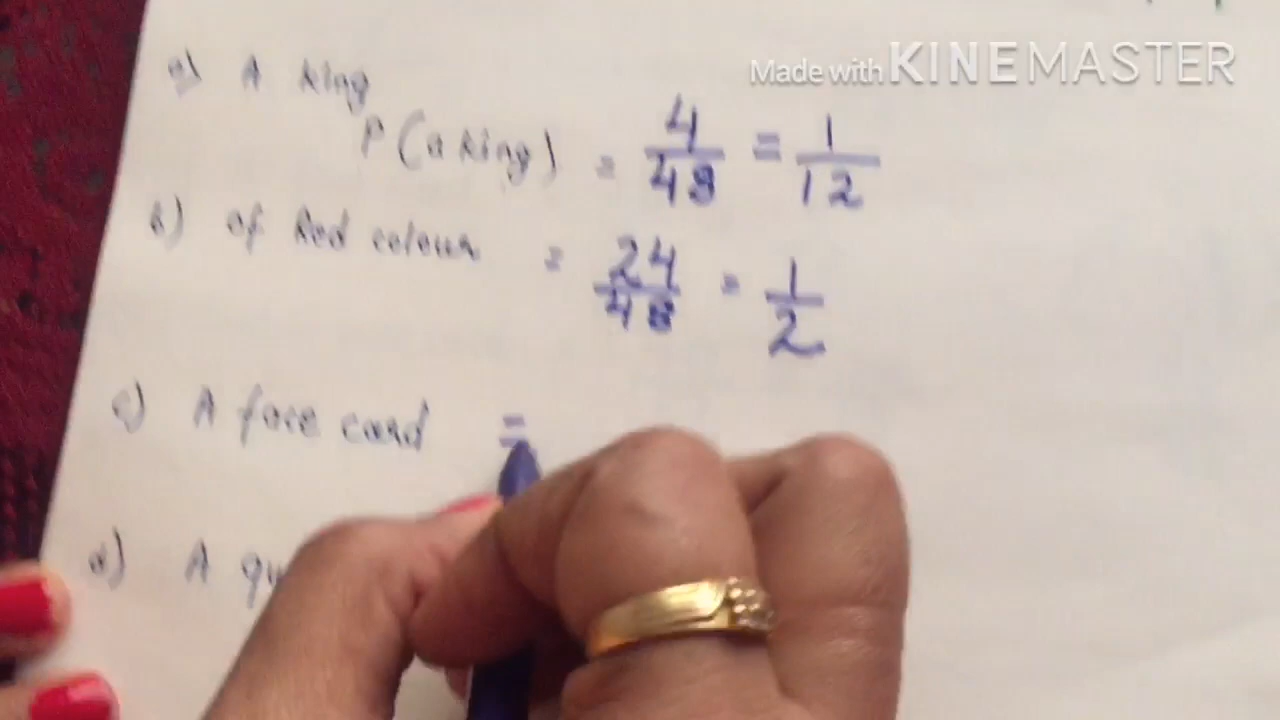 Made with KINEMASTER
a) A king
P(a king) = 4/48 = 1/12
b) of Red colour = 24/48 = 1/2
c) A face card =
d) A qu